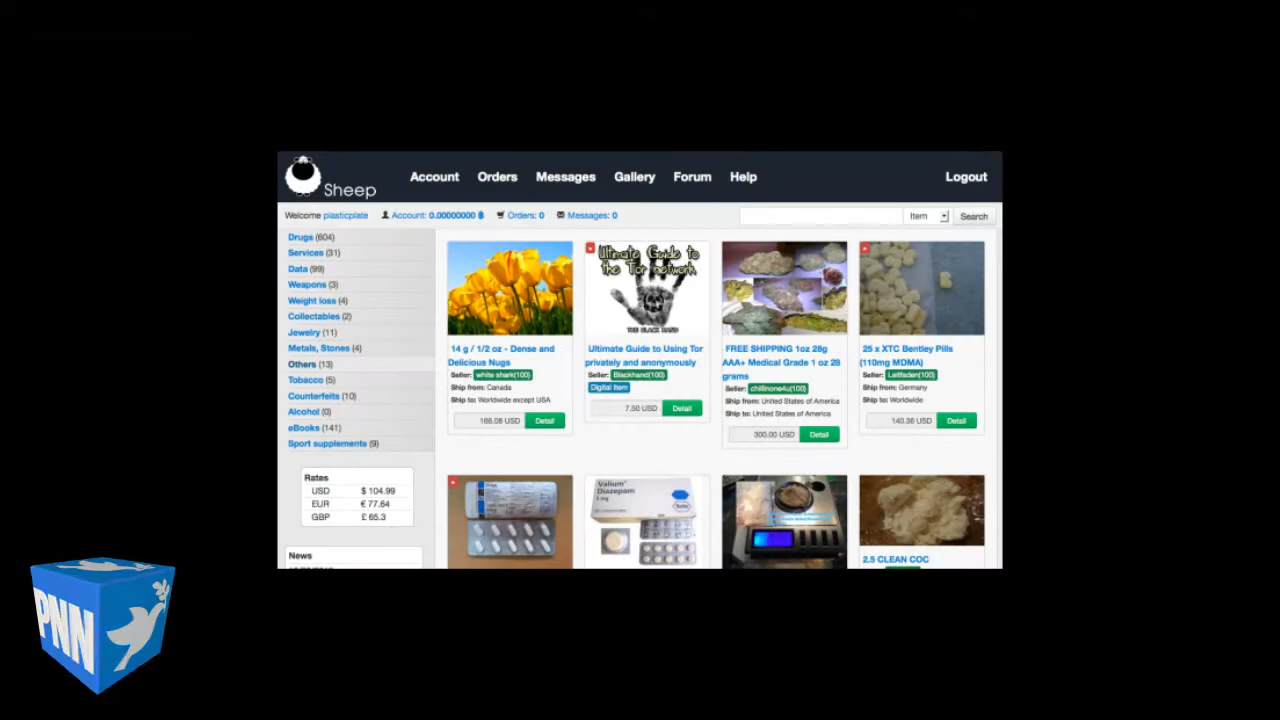 Sheep
Account Orders Messages Gallery Forum Help Logout
Welcome plasticplate Account: 0.00000000 ฿ Orders: 0 Messages: 0 Item Search
Drugs (604)
Services (31)
Data (99)
Weapons (3)
Weight loss (4)
Collectables (2)
Jewelry (11)
Metals, Stones (4)
Others (13)
Tobacco (5)
Counterfeits (10)
Alcohol (0)
eBooks (141)
Sport supplements (9)
Rates
USD $ 104.99
EUR € 77.64
GBP £ 65.3
News
14 g / 1/2 oz - Dense and
Delicious Nugs
Seller: white shark(100)
Ship from: Canada
Ship to: Worldwide except USA
166.08 USD Detail
Ultimate Guide to
the Tor network
THE BLACK HAND
Ultimate Guide to Using Tor
privately and anonymously
Seller: Blackhand(100)
Digital item
7.50 USD Detail
FREE SHIPPING 1oz 28g
AAA+ Medical Grade 1 oz 28
grams
Seller: chillinone4u(100)
Ship from: United States of America
Ship to: United States of America
300.00 USD Detail
25 x XTC Bentley Pills
(110mg MDMA)
Seller: Leitfaden(100)
Ship from: Germany
Ship to: Worldwide
140.36 USD Detail
Valium
Diazepam
2.5 CLEAN COC
PNN